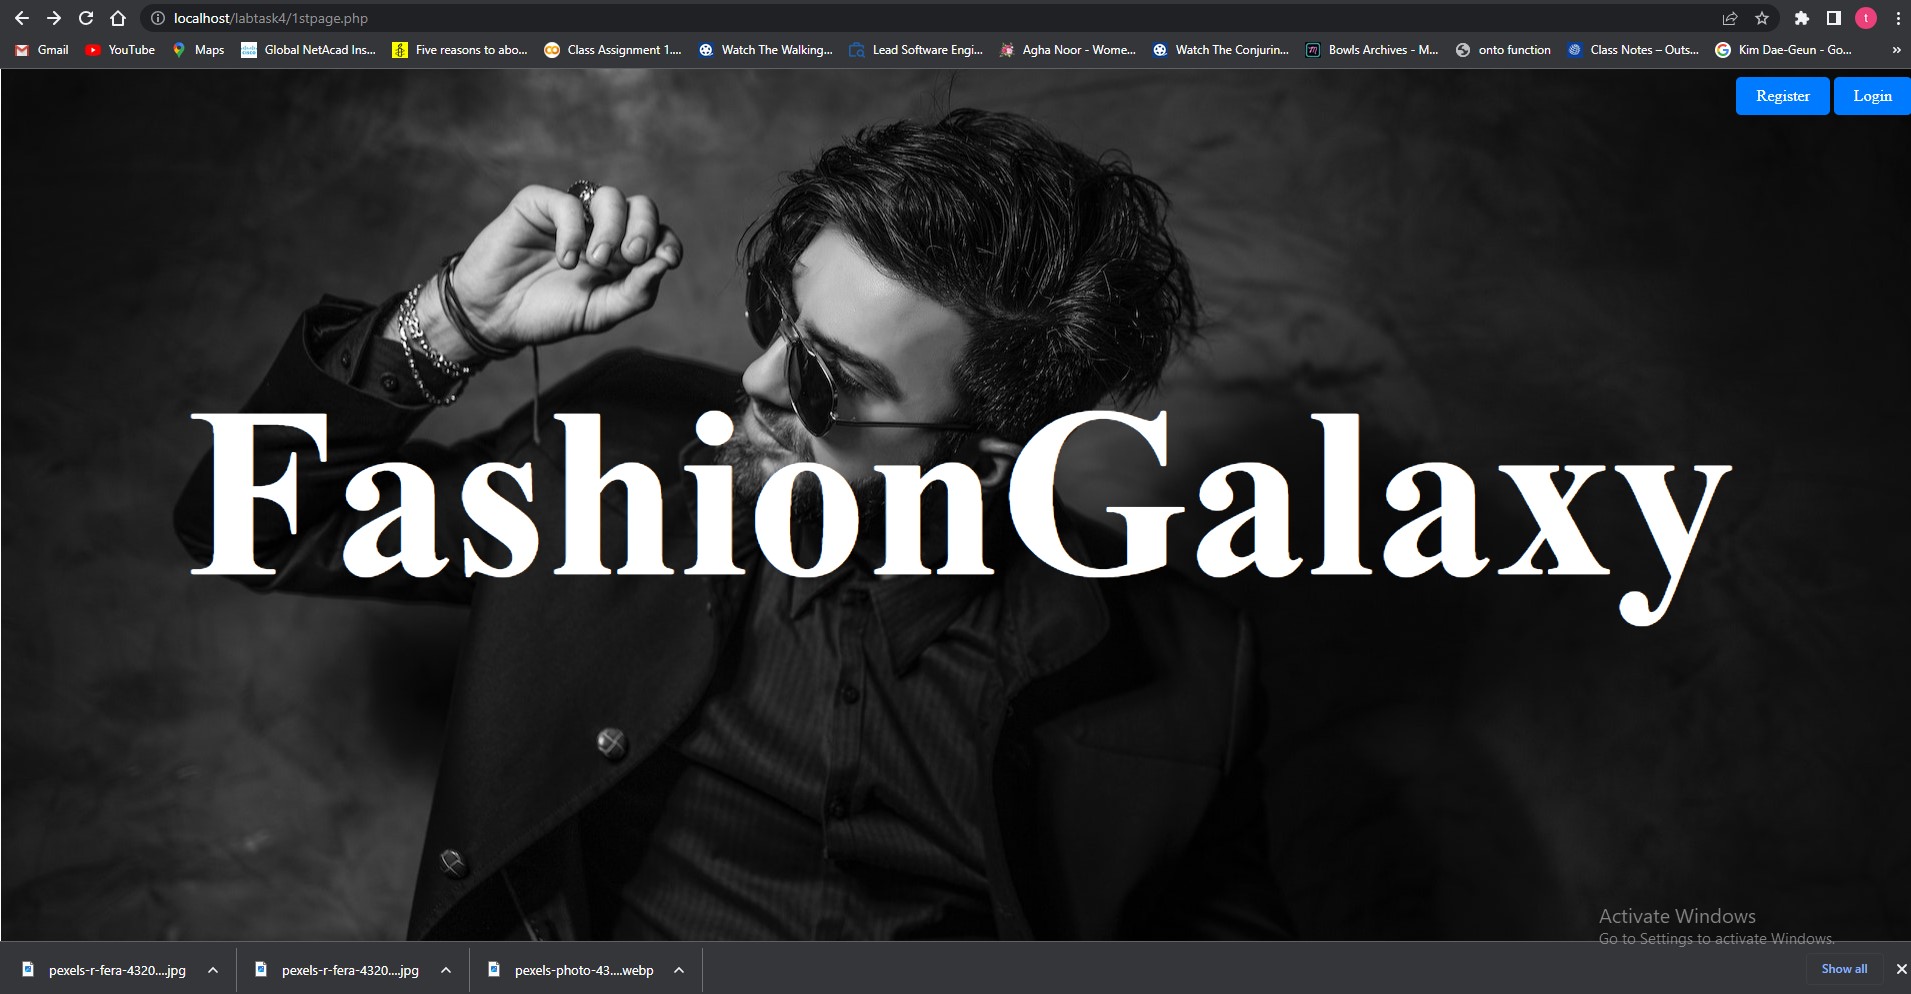 localhost/labtask4/1stpage.php
t
Gmail YouTube Maps Global NetAcad Ins... Five reasons to abo... Class Assignment 1.... Watch The Walking... Lead Software Engi... Agha Noor - Wome... Watch The Conjurin... Bowls Archives - M... onto function Class Notes – Outs... Kim Dae-Geun - Go... »
Register Login
FashionGalaxy
Activate Windows
Go to Settings to activate Windows.
pexels-r-fera-4320....jpg pexels-r-fera-4320....jpg pexels-photo-43....webp Show all